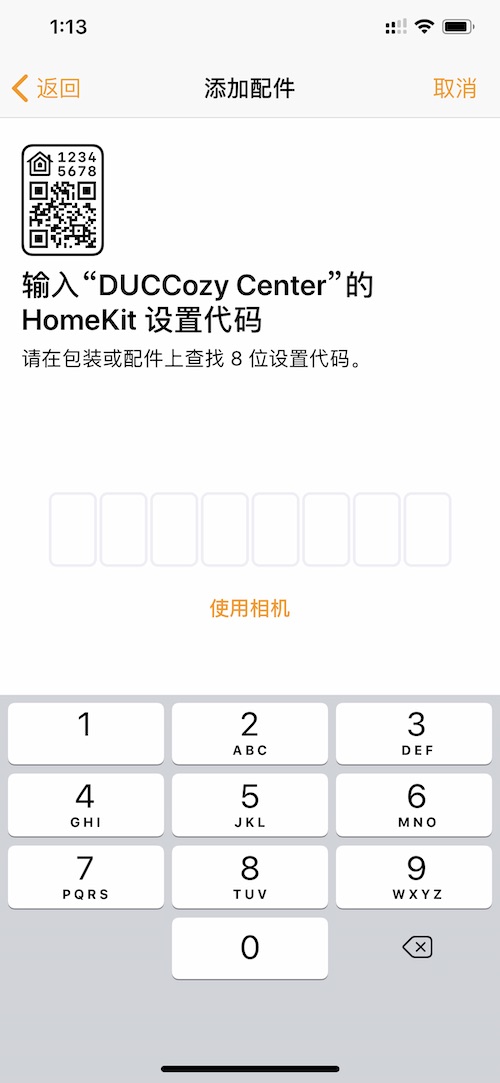 1:13
返回
添加配件
取消
1234
5678
输入“DUCCozy Center”的
HomeKit 设置代码
请在包装或配件上查找 8 位设置代码。
使用相机
1
2
3
ABC
DEF
4
5
6
GHI
JKL
MNO
7
8
9
PQRS
TUV
WXYZ
0